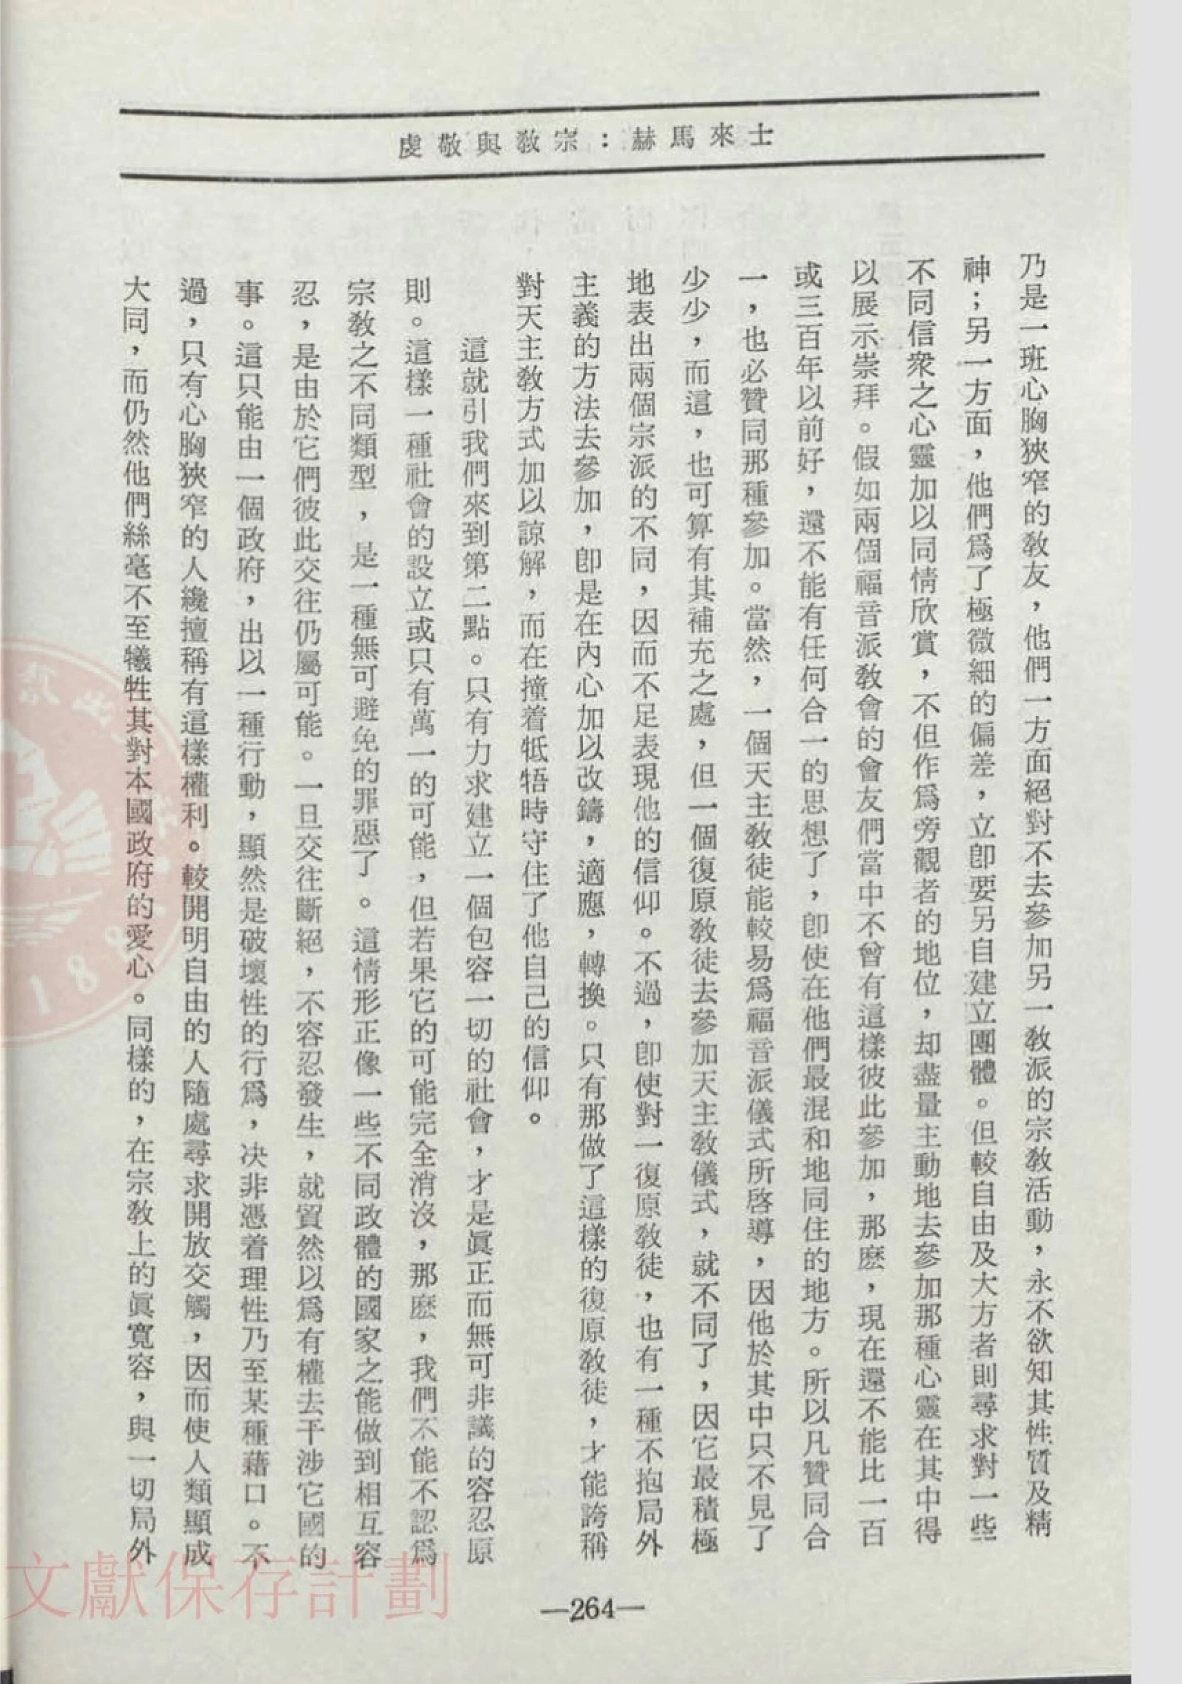 士來馬赫：宗敎與敬虔
乃是一班心胸狹窄的敎友，他們一方面絕對不去參加另一敎派的宗敎活動，永不欲知其性質及精
神；另一方面，他們爲了極微細的偏差，立卽要另自建立團體。但較自由及大方者則尋求對一些
不同信衆之心靈加以同情欣賞，不但作爲旁觀者的地位，却盡量主動地去參加那種心靈在其中得
以展示崇拜。假如兩個福音派敎會的會友們當中不曾有這樣彼此參加，那麽，現在還不能比一百
或三百年以前好，還不能有任何合一的思想了，卽使在他們最混和地同住的地方。所以凡贊同合
一，也必贊同那種參加。當然，一個天主敎徒能較易爲福音派儀式所啓導，因他於其中只不見了
少少，而這，也可算有其補充之處，但一個復原敎徒去參加天主敎儀式，就不同了，因它最積極
地表出兩個宗派的不同，因而不足表現他的信仰。不過，卽使對一復原敎徒，也有一種不抱局外
主義的方法去參加，卽是在內心加以改鑄，適應，轉換。只有那做了這樣的復原敎徒，才能誇稱
對天主敎方式加以諒解，而在撞着牴牾時守住了他自己的信仰。
這就引我們來到第二點。只有力求建立一個包容一切的社會，才是眞正而無可非議的容忍原
則。這樣一種社會的設立或只有萬一的可能，但若果它的可能完全消沒，那麽，我們不能不認爲
宗敎之不同類型，是一種無可避免的罪惡了。這情形正像一些不同政體的國家之能做到相互容
忍，是由於它們彼此交往仍屬可能。一旦交往斷絕，不容忍發生，就貿然以爲有權去干涉它國的
事。這只能由一個政府，出以一種行動，顯然是破壞性的行爲，决非憑着理性乃至某種藉口。不
過，只有心胸狹窄的人纔擅稱有這樣權利。較開明自由的人隨處尋求開放交觸，因而使人類顯成
大同，而仍然他們絲毫不至犧牲其對本國政府的愛心。同樣的，在宗敎上的眞寬容，與一切局外
—264—
文獻保存計劃